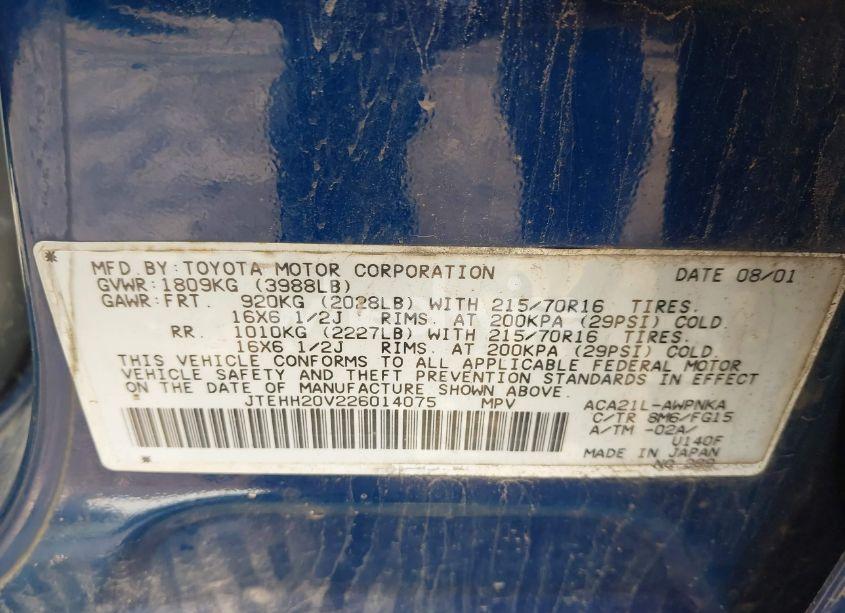 MFD. BY: TOYOTA MOTOR CORPORATION DATE 08/01
GVWR: 1809KG (3988LB)
GAWR: FRT. 920KG (2028LB) WITH 215/70R16 TIRES.
16X6 1/2J RIMS. AT 200KPA (29PSI) COLD.
RR. 1010KG (2227LB) WITH 215/70R16 TIRES.
16X6 1/2J RIMS. AT 200KPA (29PSI) COLD.
THIS VEHICLE CONFORMS TO ALL APPLICABLE FEDERAL MOTOR
VEHICLE SAFETY AND THEFT PREVENTION STANDARDS IN EFFECT
ON THE DATE OF MANUFACTURE SHOWN ABOVE.
JTEHH20V226014075 MPV ACA21L-AWPNKA
C/TR 8M6/FG15
A/TM -02A/
U140F
MADE IN JAPAN